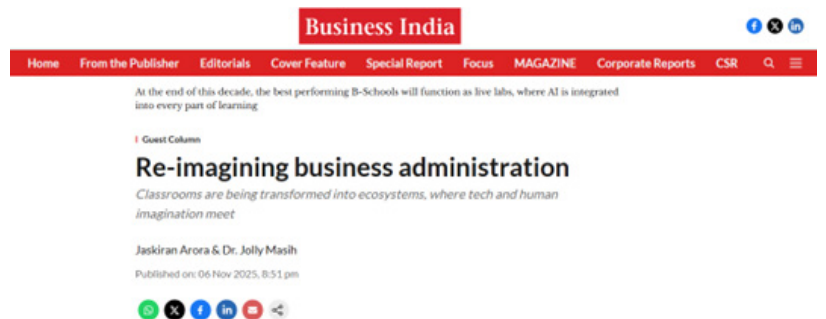 Business India
Home From the Publisher Editorials Cover Feature Special Report Focus MAGAZINE Corporate Reports CSR
At the end of this decade, the best performing B-Schools will function as live labs, where AI is integrated
into every part of learning
Guest Column
Re-imagining business administration
Classrooms are being transformed into ecosystems, where tech and human
imagination meet
Jaskiran Arora & Dr. Jolly Masih
Published on: 06 Nov 2025, 8:51 pm